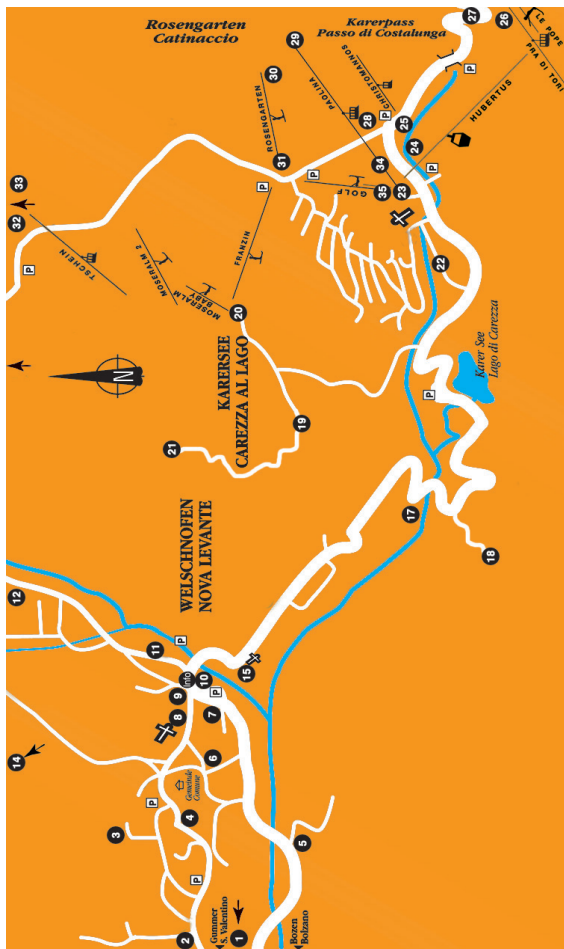 Rosengarten
Catinaccio
Karerpass
Passo di Costalunga
26
27
LE POPE
PRA DI TORI
HUBERTUS
29
30
ROSENGARTEN
PAOLINA
CHRISTOMANNOS
28
P
P
25
24
34
31
P
P
P
GOLF
35
23
33
32
P
TSCHEIN
MOSERALM 2
FRANZIN
MOSERALM
BABY
20
22
N
KARERSEE
CAREZZA AL LAGO
Karer See
Lago di Carezza
P
19
21
17
18
WELSCHNOFEN
NOVA LEVANTE
12
11
P
15
Info
10
9
P
8
7
14
6
Gemeinde
Comune
P
4
3
5
P
2
Gummer
S. Valentino
1
Bozen
Bolzano